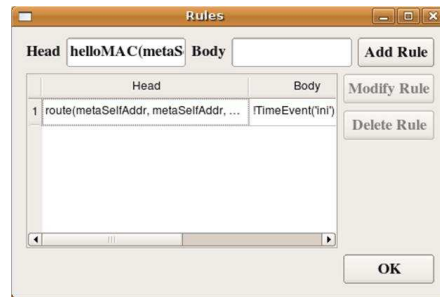 Rules
Head helloMAC(metaS Body Add Rule
Head Body Modify Rule
1 route(metaSelfAddr, metaSelfAddr, ... !TimeEvent('ini')
Delete Rule
OK